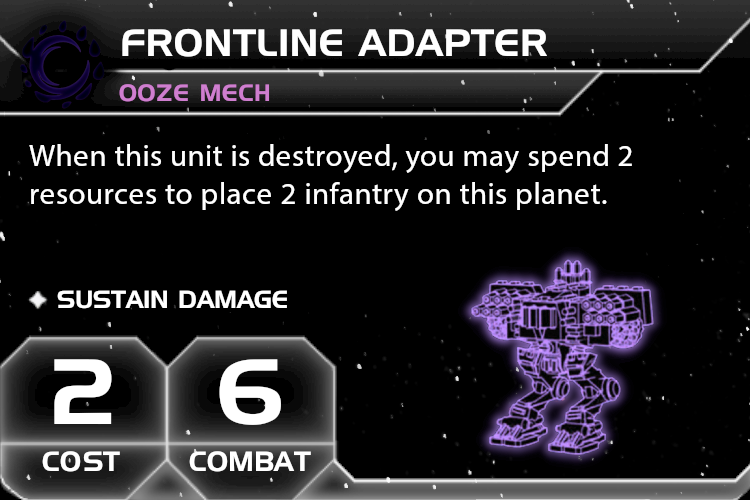 FRONTLINE ADAPTER
OOZE MECH
When this unit is destroyed, you may spend 2
resources to place 2 infantry on this planet.
SUSTAIN DAMAGE
2
COST
6
COMBAT